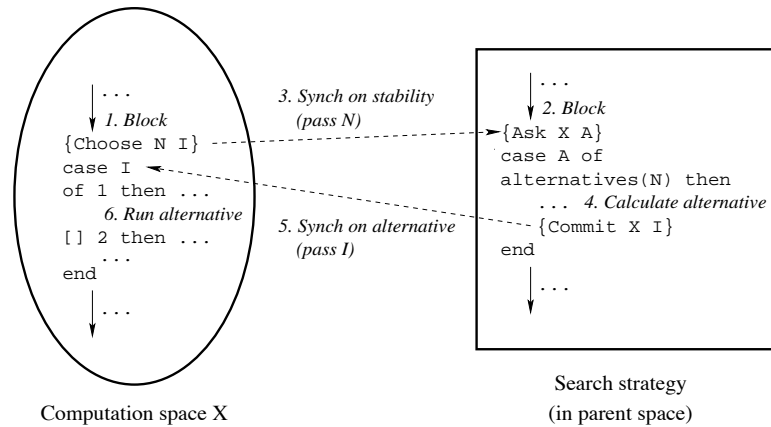 ...
1. Block
{Choose N I}
case I
of 1 then ...
6. Run alternative
[] 2 then ...
...
end
...
Computation space X
3. Synch on stability
(pass N)
5. Synch on alternative
(pass I)
...
2. Block
{Ask X A}
case A of
alternatives(N) then
... 4. Calculate alternative
{Commit X I}
end
...
Search strategy
(in parent space)